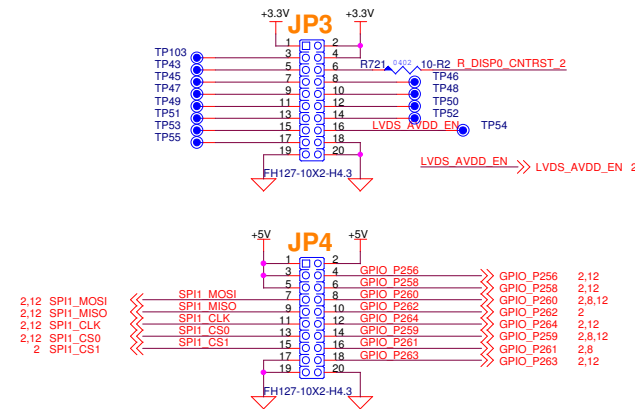 +3.3V +3.3V
JP3
1 2
TP103 3 4
TP43 5 6 R721 0402 10-R2 R_DISP0_CNTRST_2
TP45 7 8 TP46
TP47 9 10 TP48
TP49 11 12 TP50
TP51 13 14 TP52
TP53 15 16 LVDS_AVDD_EN TP54
TP55 17 18
19 20
FH127-10X2-H4.3
LVDS_AVDD_EN LVDS_AVDD_EN 2
+5V +5V
JP4
1 2
3 4 GPIO_P256 GPIO_P256 2,12
5 6 GPIO_P258 GPIO_P258 2,12
2,12 SPI1_MOSI SPI1_MOSI 7 8 GPIO_P260 GPIO_P260 2,8,12
2,12 SPI1_MISO SPI1_MISO 9 10 GPIO_P262 GPIO_P262 2
2,12 SPI1_CLK SPI1_CLK 11 12 GPIO_P264 GPIO_P264 2,12
2,12 SPI1_CS0 SPI1_CS0 13 14 GPIO_P259 GPIO_P259 2,8,12
2 SPI1_CS1 SPI1_CS1 15 16 GPIO_P261 GPIO_P261 2,8
17 18 GPIO_P263 GPIO_P263 2,12
19 20
FH127-10X2-H4.3